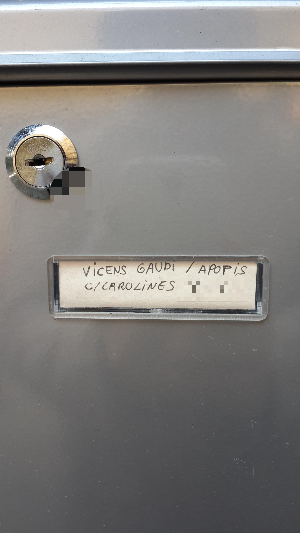 VICENS GAUDI / APOPIS
C/CAROLINES